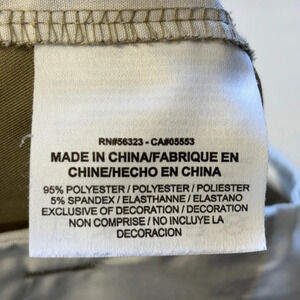 RN#56323 - CA#05553
MADE IN CHINA/FABRIQUE EN
CHINE/HECHO EN CHINA
95% POLYESTER / POLYESTER / POLIESTER
5% SPANDEX / ELASTHANNE / ELASTANO
EXCLUSIVE OF DECORATION / DECORATION
NON COMPRISE / NO INCLUYE LA
DECORACION